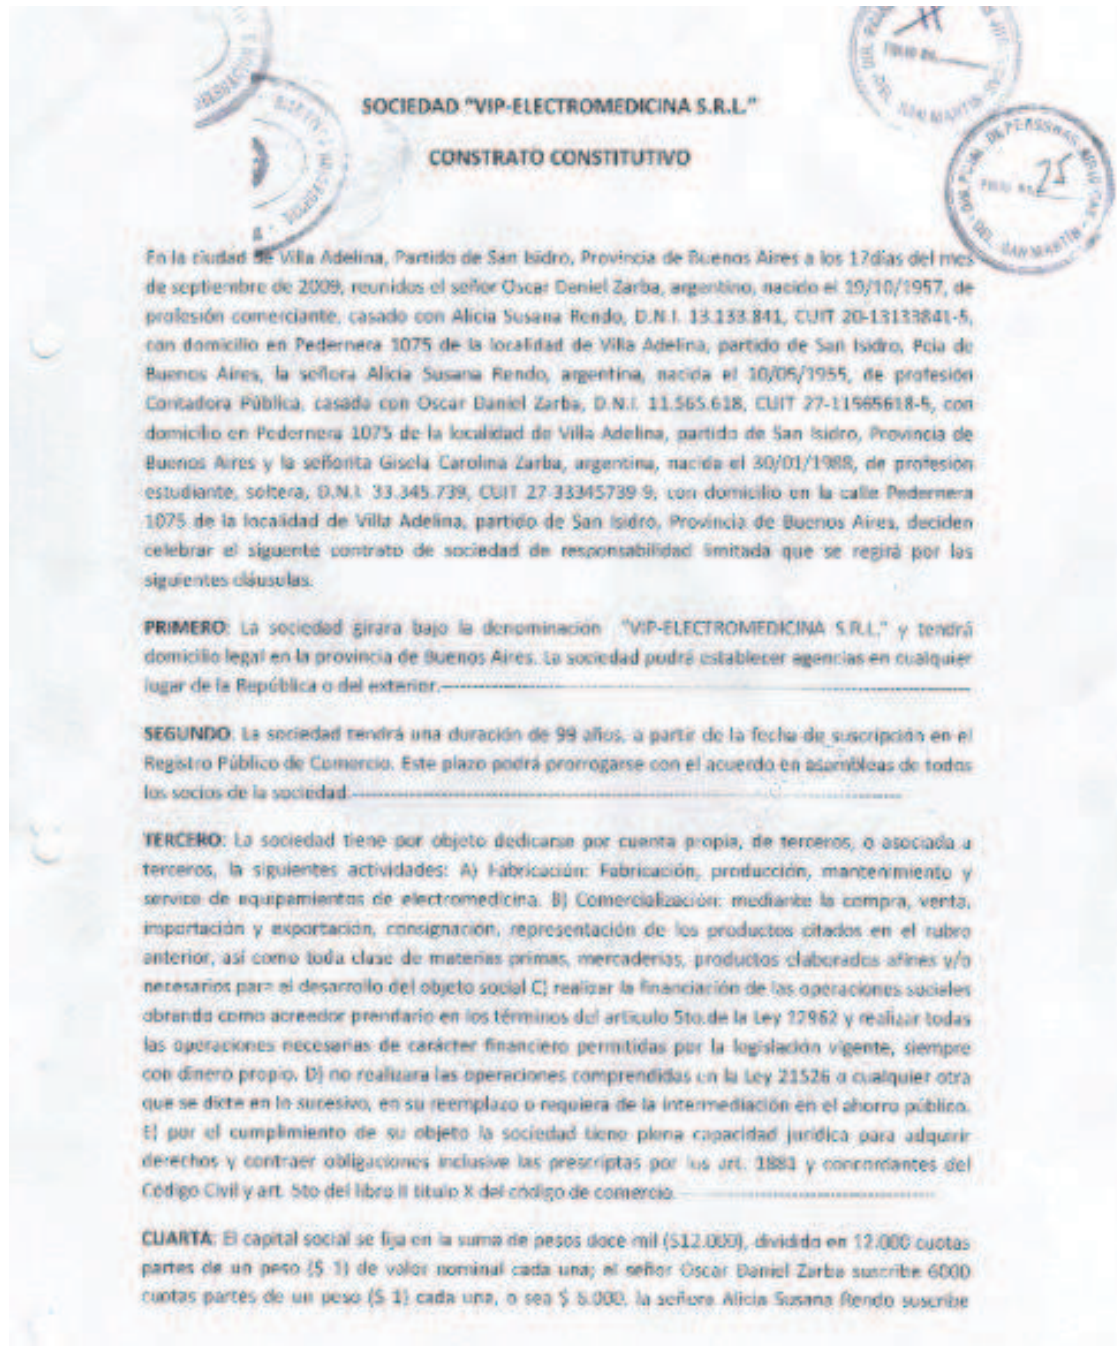 SOCIEDAD "VIP-ELECTROMEDICINA S.R.L."
CONSTRATO CONSTITUTIVO
FOLIO No.
DEL SAN MARTIN
DE PERSONAS JURIDICAS
FOLIO No. 25
DEL SAN MARTIN
En la ciudad de Villa Adelina, Partido de San Isidro, Provincia de Buenos Aires a los 17dias del mes
de septiembre de 2009, reunidos el señor Oscar Daniel Zarba, argentino, nacido el 19/10/1957, de
profesión comerciante, casado con Alicia Susana Rendo, D.N.I. 13.133.841, CUIT 20-13133841-5,
con domicilio en Pedernera 1075 de la localidad de Villa Adelina, partido de San Isidro, Pcia de
Buenos Aires, la señora Alicia Susana Rendo, argentina, nacida el 10/05/1955, de profesión
Contadora Pública, casada con Oscar Daniel Zarba, D.N.I. 11.565.618, CUIT 27-11565618-5, con
domicilio en Pedernera 1075 de la localidad de Villa Adelina, partido de San Isidro, Provincia de
Buenos Aires y la señorita Gisela Carolina Zarba, argentina, nacida el 30/01/1988, de profesión
estudiante, soltera, D.N.I. 33.345.739, CUIT 27-33345739-9, con domicilio en la calle Pedernera
1075 de la localidad de Villa Adelina, partido de San Isidro, Provincia de Buenos Aires, deciden
celebrar el siguente contrato de sociedad de responsabilidad limitada que se regirá por las
siguientes cláusulas.
PRIMERO: La sociedad girara bajo la denominación "VIP-ELECTROMEDICINA S.R.L." y tendrá
domicilio legal en la provincia de Buenos Aires. La sociedad podrá establecer agencias en cualquier
lugar de la República o del exterior.
SEGUNDO: La sociedad tendrá una duración de 99 años, a partir de la fecha de suscripción en el
Registro Público de Comercio. Este plazo podrá prorrogarse con el acuerdo en asambleas de todos
los socios de la sociedad.
TERCERO: La sociedad tiene por objeto dedicarse por cuenta propia, de terceros, o asociada a
terceros, la siguientes actividades: A) Fabricación: Fabricación, producción, mantenimiento y
service de equipamientos de electromedicina. B) Comercialización: mediante la compra, venta,
importación y exportación, consignación, representación de los productos citados en el rubro
anterior, así como toda clase de materias primas, mercaderías, productos elaborados afines y/o
necesarios para el desarrollo del objeto social C) realizar la financiación de las operaciones sociales
obrando como acreedor prendario en los términos del artículo 5to.de la Ley 12962 y realizar todas
las operaciones necesarias de carácter financiero permitidas por la legislación vigente, siempre
con dinero propio. D) no realizara las operaciones comprendidas en la Ley 21526 o cualquier otra
que se dicte en lo sucesivo, en su reemplazo o requiera de la intermediación en el ahorro público.
E) por el cumplimiento de su objeto la sociedad tiene plena capacidad jurídica para adquirir
derechos y contraer obligaciones inclusive las prescriptas por los art. 1881 y concordantes del
Código Civil y art. 5to del libro II titulo X del código de comercio.
CUARTA: El capital social se fija en la suma de pesos doce mil ($12.000), dividido en 12.000 cuotas
partes de un peso ($ 1) de valor nominal cada una; el señor Oscar Daniel Zarba suscribe 6000
cuotas partes de un peso ($ 1) cada una, o sea $ 6.000, la señora Alicia Susana Rendo suscribe